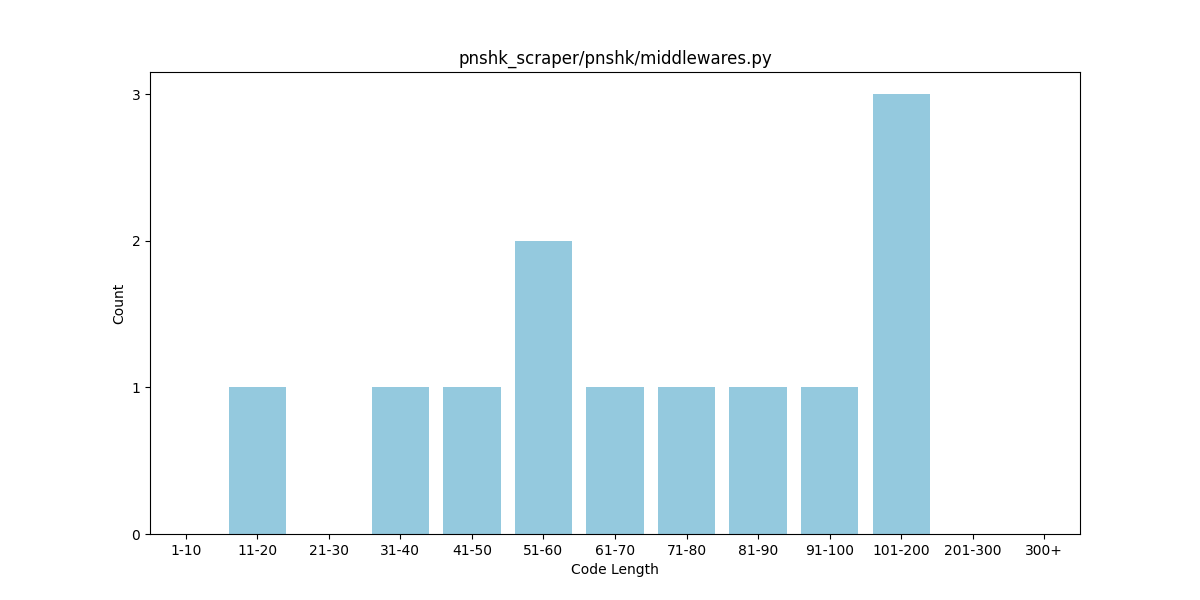 pnshk_scraper/pnshk/middlewares.py
3
2
1
0
Count
1-10 11-20 21-30 31-40 41-50 51-60 61-70 71-80 81-90 91-100 101-200 201-300 300+
Code Length